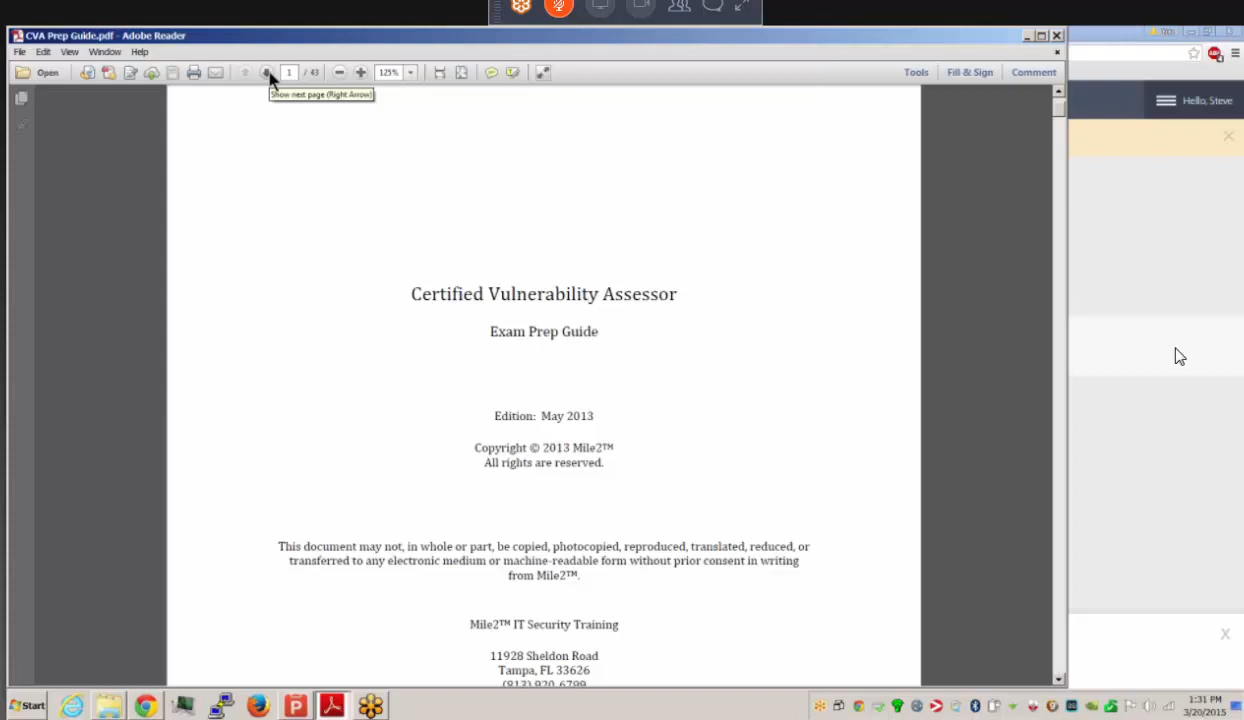 CVA Prep Guide.pdf - Adobe Reader
File Edit View Window Help
Open 1 / 43 125% Tools Fill & Sign Comment
Show next page (Right Arrow)
Hello, Steve
Certified Vulnerability Assessor
Exam Prep Guide
Edition: May 2013
Copyright © 2013 Mile2™
All rights are reserved.
This document may not, in whole or part, be copied, photocopied, reproduced, translated, reduced, or
transferred to any electronic medium or machine-readable form without prior consent in writing
from Mile2™.
Mile2™ IT Security Training
11928 Sheldon Road
Tampa, FL 33626
(813) 920-6799
Start
1:31 PM
3/20/2015